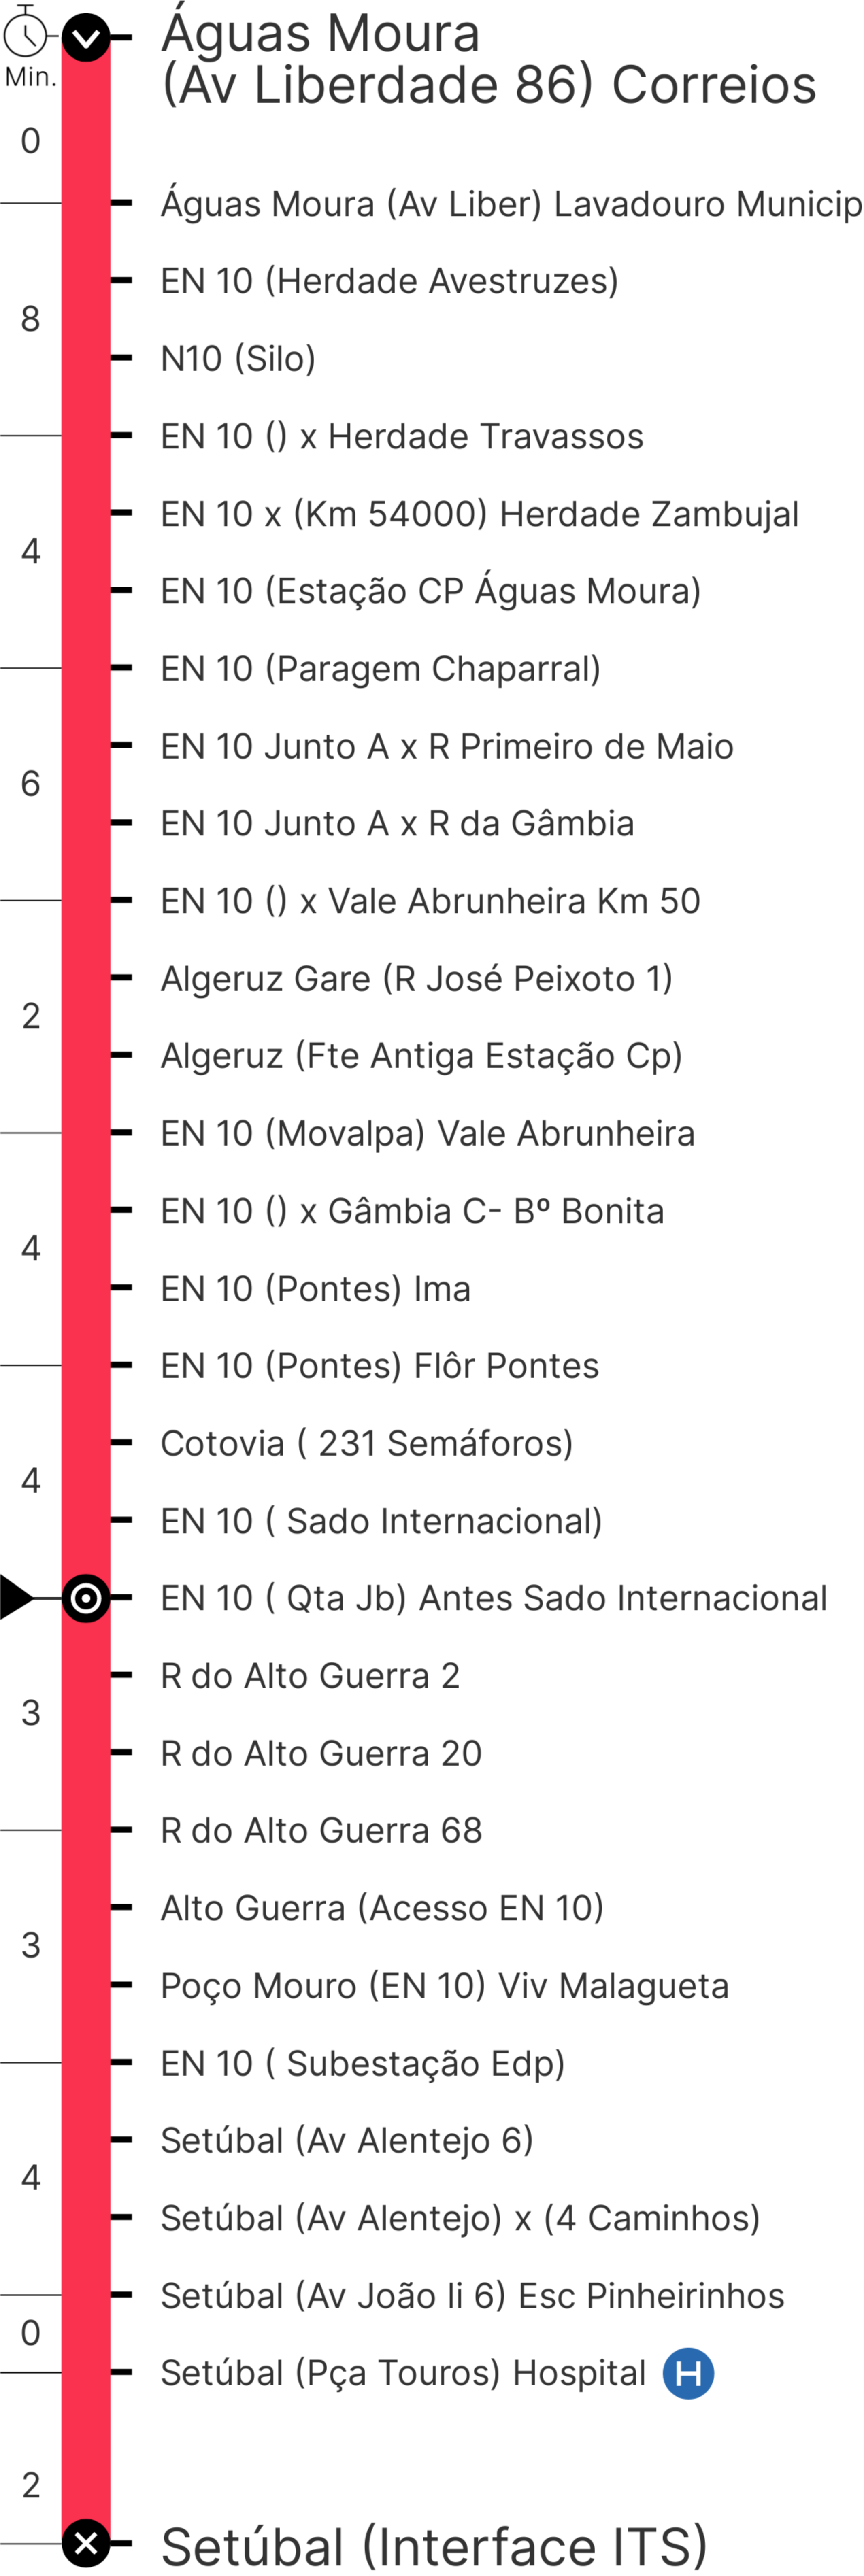 Águas Moura
(Av Liberdade 86) Correios
Min.
0
Águas Moura (Av Liber) Lavadouro Municip
EN 10 (Herdade Avestruzes)
8
N10 (Silo)
EN 10 () x Herdade Travassos
EN 10 x (Km 54000) Herdade Zambujal
4
EN 10 (Estação CP Águas Moura)
EN 10 (Paragem Chaparral)
EN 10 Junto A x R Primeiro de Maio
6
EN 10 Junto A x R da Gâmbia
EN 10 () x Vale Abrunheira Km 50
Algeruz Gare (R José Peixoto 1)
2
Algeruz (Fte Antiga Estação Cp)
EN 10 (Movalpa) Vale Abrunheira
EN 10 () x Gâmbia C- Bº Bonita
4
EN 10 (Pontes) Ima
EN 10 (Pontes) Flôr Pontes
Cotovia ( 231 Semáforos)
4
EN 10 ( Sado Internacional)
EN 10 ( Qta Jb) Antes Sado Internacional
R do Alto Guerra 2
3
R do Alto Guerra 20
R do Alto Guerra 68
Alto Guerra (Acesso EN 10)
3
Poço Mouro (EN 10) Viv Malagueta
EN 10 ( Subestação Edp)
Setúbal (Av Alentejo 6)
4
Setúbal (Av Alentejo) x (4 Caminhos)
Setúbal (Av João Ii 6) Esc Pinheirinhos
0
Setúbal (Pça Touros) Hospital H
2
Setúbal (Interface ITS)